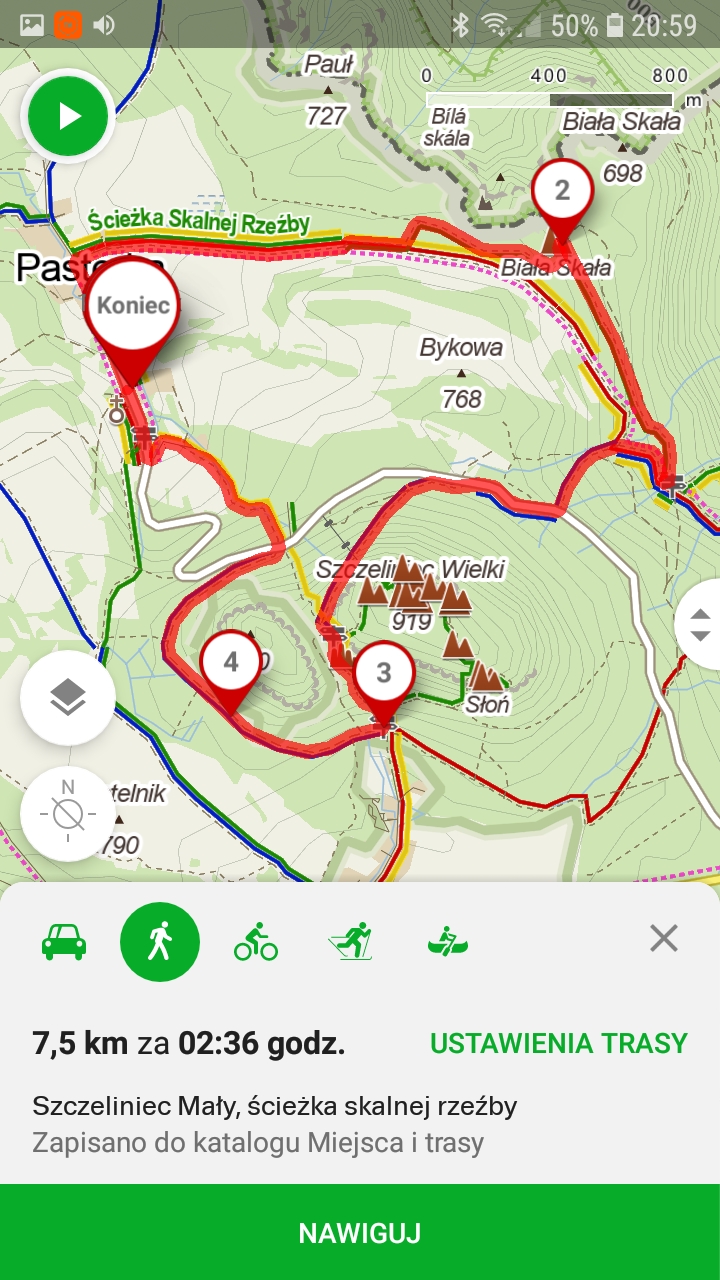 50% 20:59
Pauł
727
0 400 800
m
Bílá
skála
Biała Skała
698
2
Ścieżka Skalnej Rzeźby
Biała Skała
Koniec
Bykowa
768
Szczeliniec Wielki
919
4
3
Słoń
N
790
7,5 km za 02:36 godz.
USTAWIENIA TRASY
Szczeliniec Mały, ścieżka skalnej rzeźby
Zapisano do katalogu Miejsca i trasy
NAWIGUJ